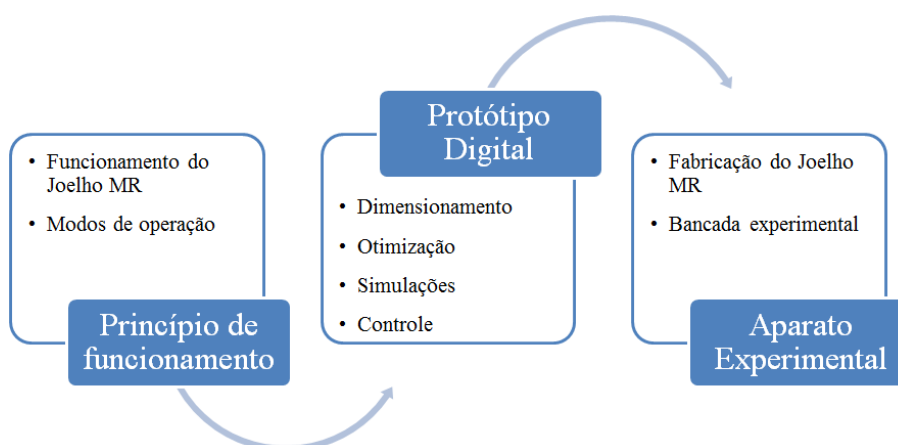 • Funcionamento do
Joelho MR
• Modos de operação
Princípio de
funcionamento
Protótipo
Digital
• Dimensionamento
• Otimização
• Simulações
• Controle
• Fabricação do Joelho
MR
• Bancada experimental
Aparato
Experimental